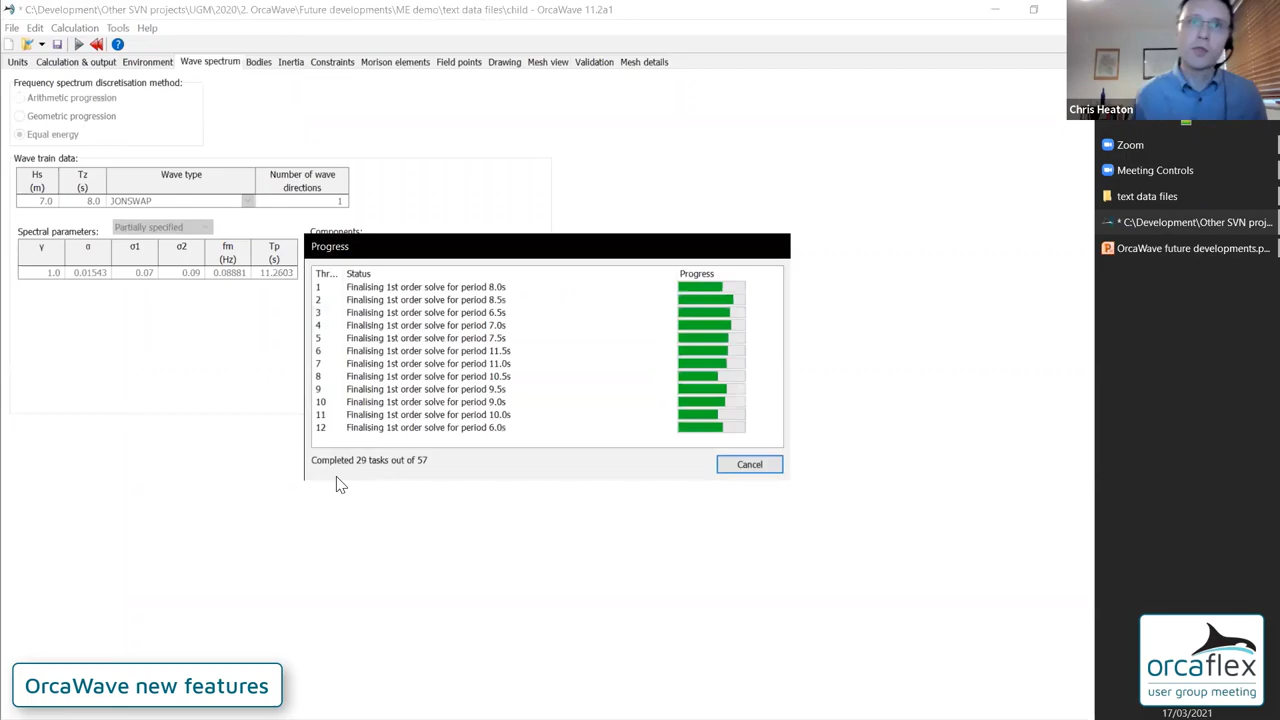 * C:\Development\Other SVN projects\UGM\2020\2. OrcaWave\Future developments\ME demo\text data files\child - OrcaWave 11.2a1
File Edit Calculation Tools Help
Units Calculation & output Environment Wave spectrum Bodies Inertia Constraints Morison elements Field points Drawing Mesh view Validation Mesh details
Frequency spectrum discretisation method:
Arithmetic progression
Geometric progression
Equal energy
Wave train data:
Hs (m) Tz (s) Wave type Number of wave directions
7.0 8.0 JONSWAP 1
Spectral parameters: Partially specified Components:
γ α σ1 σ2 fm (Hz) Tp (s)
1.0 0.01543 0.07 0.09 0.08881 11.2603
Progress
Thr... Status Progress
1 Finalising 1st order solve for period 8.0s
2 Finalising 1st order solve for period 8.5s
3 Finalising 1st order solve for period 6.5s
4 Finalising 1st order solve for period 7.0s
5 Finalising 1st order solve for period 7.5s
6 Finalising 1st order solve for period 11.5s
7 Finalising 1st order solve for period 11.0s
8 Finalising 1st order solve for period 10.5s
9 Finalising 1st order solve for period 9.5s
10 Finalising 1st order solve for period 9.0s
11 Finalising 1st order solve for period 10.0s
12 Finalising 1st order solve for period 6.0s
Completed 29 tasks out of 57
Cancel
Chris Heaton
Zoom
Meeting Controls
text data files
* C:\Development\Other SVN proj...
OrcaWave future developments.p...
OrcaWave new features
orcaflex
user group meeting
17/03/2021